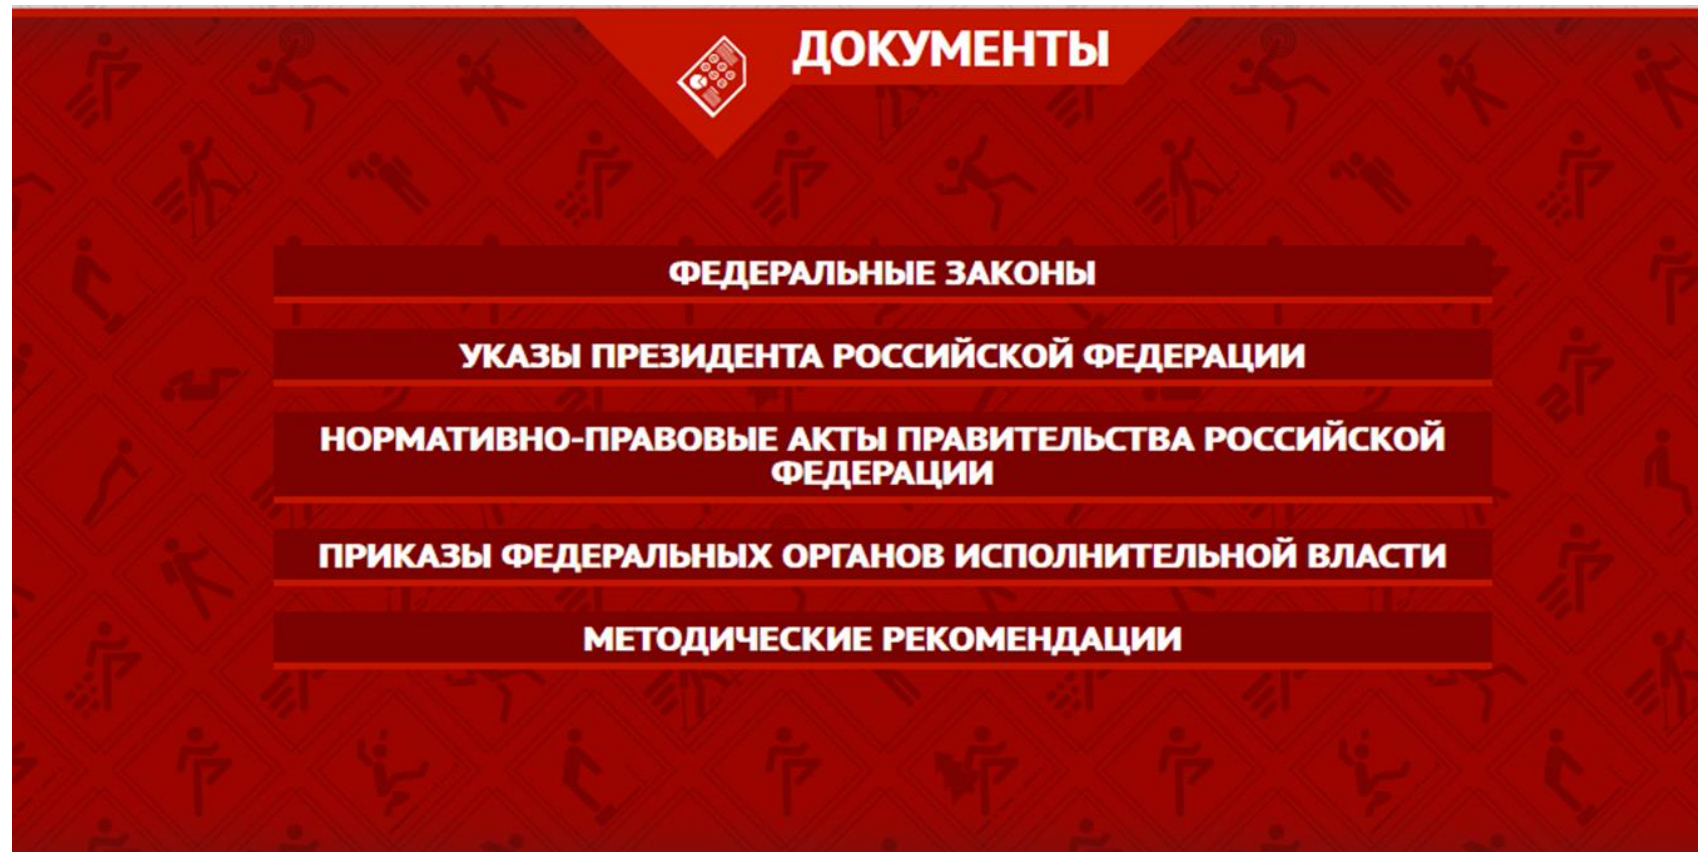 ДОКУМЕНТЫ
ФЕДЕРАЛЬНЫЕ ЗАКОНЫ
УКАЗЫ ПРЕЗИДЕНТА РОССИЙСКОЙ ФЕДЕРАЦИИ
НОРМАТИВНО-ПРАВОВЫЕ АКТЫ ПРАВИТЕЛЬСТВА РОССИЙСКОЙ
ФЕДЕРАЦИИ
ПРИКАЗЫ ФЕДЕРАЛЬНЫХ ОРГАНОВ ИСПОЛНИТЕЛЬНОЙ ВЛАСТИ
МЕТОДИЧЕСКИЕ РЕКОМЕНДАЦИИ